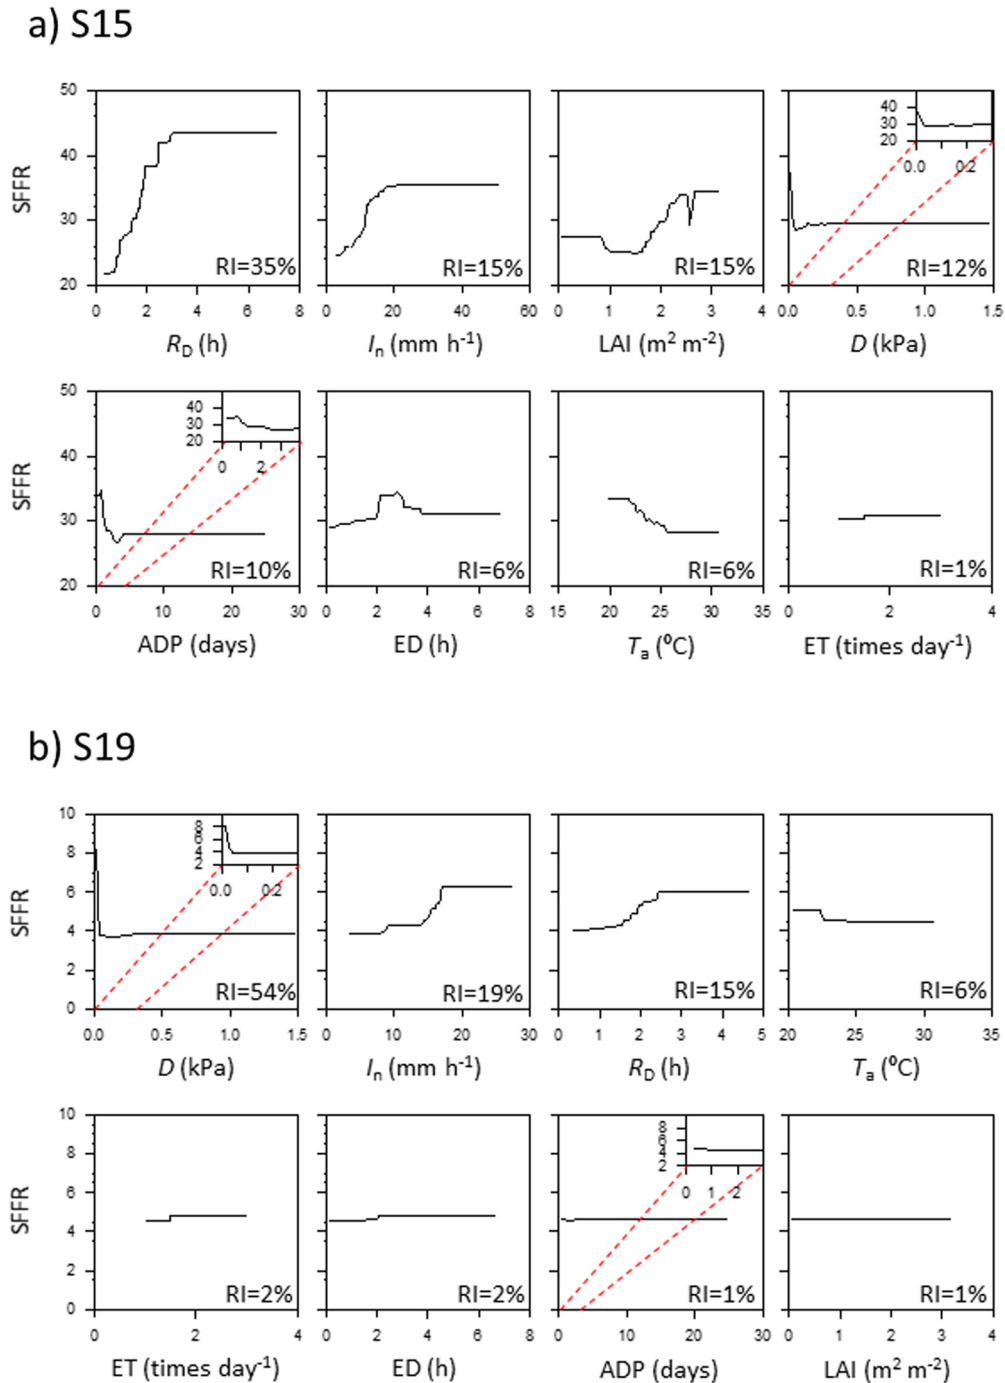 a) S15
50
40
30
20
SFFR
0 2 4 6 8
RI=35%
R_D (h)
0 20 40 60
RI=15%
I_n (mm h⁻¹)
0 1 2 3 4
RI=15%
LAI (m² m⁻²)
40
30
20
0.0 0.2
0.0 0.5 1.0 1.5
RI=12%
D (kPa)
50
40
30
20
SFFR
40
30
20
0 2
0 10 20 30
RI=10%
ADP (days)
0 2 4 6 8
RI=6%
ED (h)
15 20 25 30 35
RI=6%
T_a (⁰C)
0 2 4
RI=1%
ET (times day⁻¹)
b) S19
10
8
6
4
2
0
SFFR
8
6
4
2
0.0 0.2
0.0 0.5 1.0 1.5
RI=54%
D (kPa)
0 10 20 30
RI=19%
I_n (mm h⁻¹)
0 1 2 3 4 5
RI=15%
R_D (h)
20 25 30 35
RI=6%
T_a (⁰C)
10
8
6
4
2
0
SFFR
0 2 4
RI=2%
ET (times day⁻¹)
0 2 4 6 8
RI=2%
ED (h)
8
6
4
2
0 1 2
0 10 20 30
RI=1%
ADP (days)
0 1 2 3 4
RI=1%
LAI (m² m⁻²)